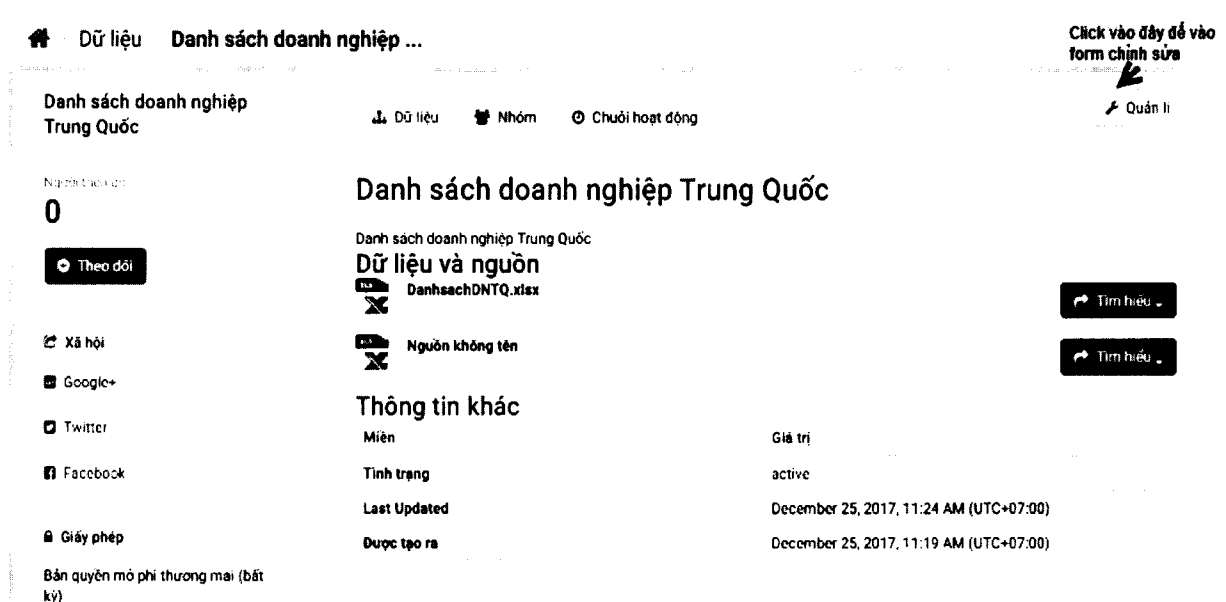 Dữ liệu Danh sách doanh nghiệp ...
Click vào đây để vào
form chỉnh sửa
Danh sách doanh nghiệp
Trung Quốc
Dữ liệu Nhóm Chuỗi hoạt động
Quản lí
Người theo dõi
0
Theo dõi
Xã hội
Google+
Twitter
Facebook
Giấy phép
Bản quyền mở phi thương mai (bất
kỳ)
Danh sách doanh nghiệp Trung Quốc
Danh sách doanh nghiệp Trung Quốc
Dữ liệu và nguồn
DanhsachDNTQ.xlsx
Tìm hiểu
Nguồn không tên
Tìm hiểu
Thông tin khác
Miền Giá trị
Tình trạng active
Last Updated December 25, 2017, 11:24 AM (UTC+07:00)
Được tạo ra December 25, 2017, 11:19 AM (UTC+07:00)